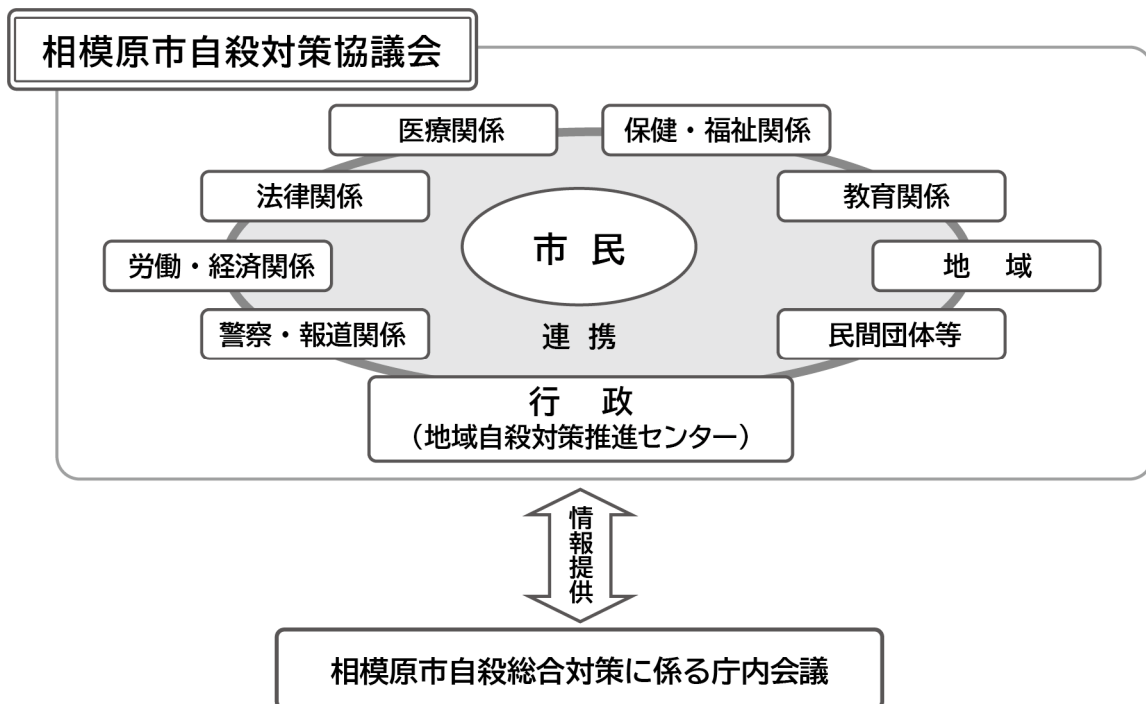 相模原市自殺対策協議会
医療関係
保健・福祉関係
法律関係
教育関係
市民
労働・経済関係
地域
警察・報道関係
連携
民間団体等
行政
（地域自殺対策推進センター）
情報提供
相模原市自殺総合対策に係る庁内会議